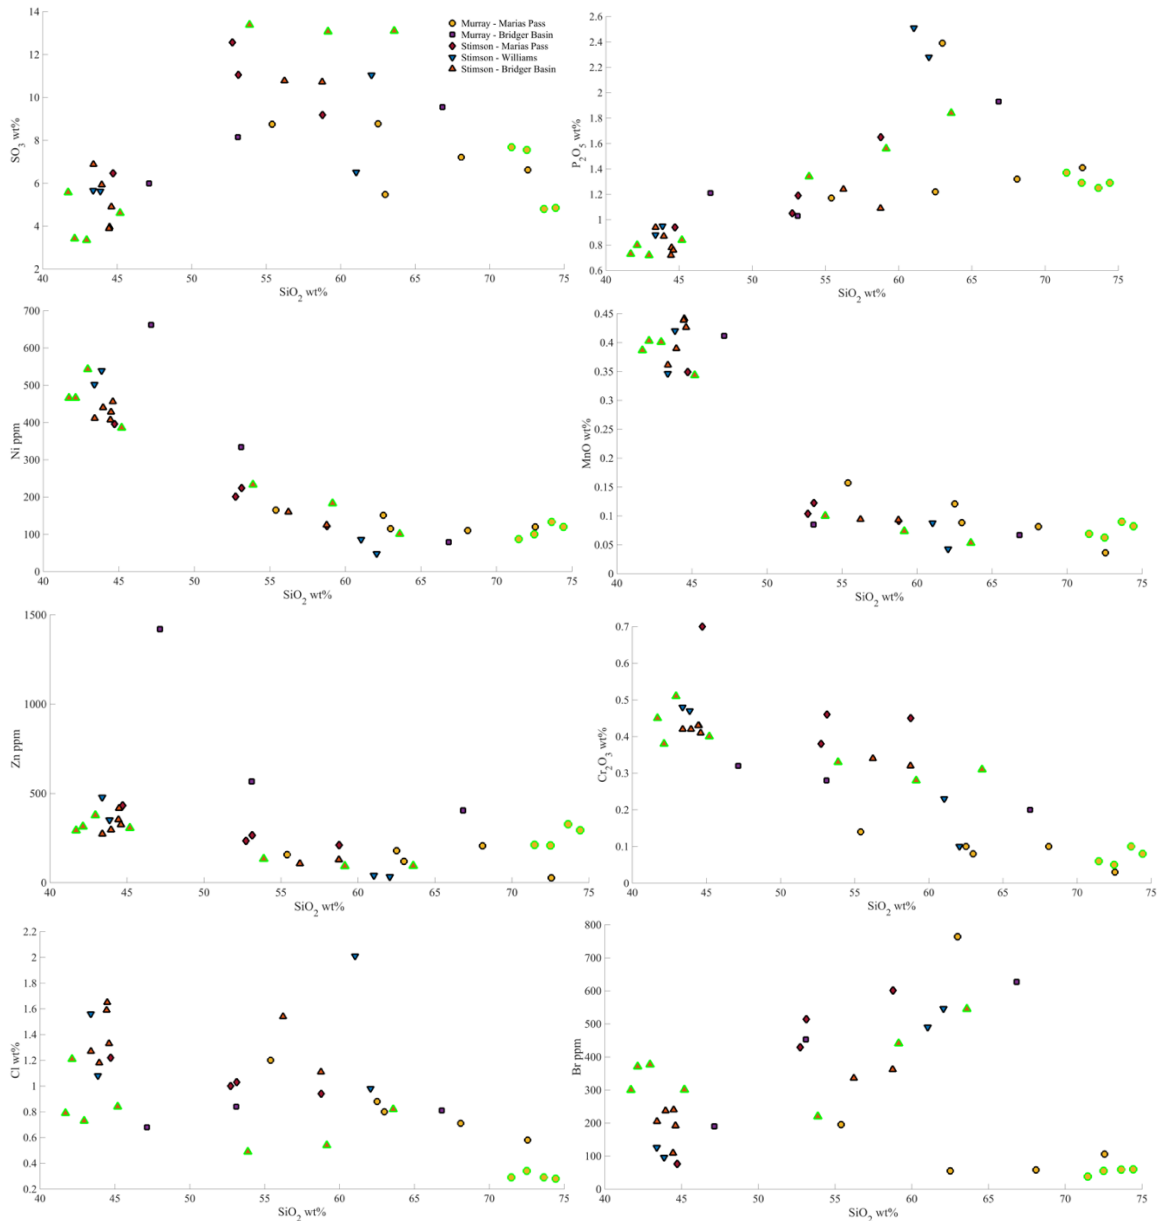 14
12
10
8
6
4
2
SO3 wt%
40 45 50 55 60 65 70 75
SiO2 wt%
Murray - Marias Pass
Murray - Bridger Basin
Stimson - Marias Pass
Stimson - Williams
Stimson - Bridger Basin
2.6
2.4
2.2
2
1.8
1.6
1.4
1.2
1
0.8
0.6
P2O5 wt%
40 45 50 55 60 65 70 75
SiO2 wt%
700
600
500
400
300
200
100
0
Ni ppm
40 45 50 55 60 65 70 75
SiO2 wt%
0.45
0.4
0.35
0.3
0.25
0.2
0.15
0.1
0.05
0
MnO wt%
40 45 50 55 60 65 70 75
SiO2 wt%
1500
1000
500
0
Zn ppm
40 45 50 55 60 65 70 75
SiO2 wt%
0.7
0.6
0.5
0.4
0.3
0.2
0.1
0
Cr2O3 wt%
40 45 50 55 60 65 70 75
SiO2 wt%
2.2
2
1.8
1.6
1.4
1.2
1
0.8
0.6
0.4
0.2
Cl wt%
40 45 50 55 60 65 70 75
SiO2 wt%
800
700
600
500
400
300
200
100
0
Br ppm
40 45 50 55 60 65 70 75
SiO2 wt%